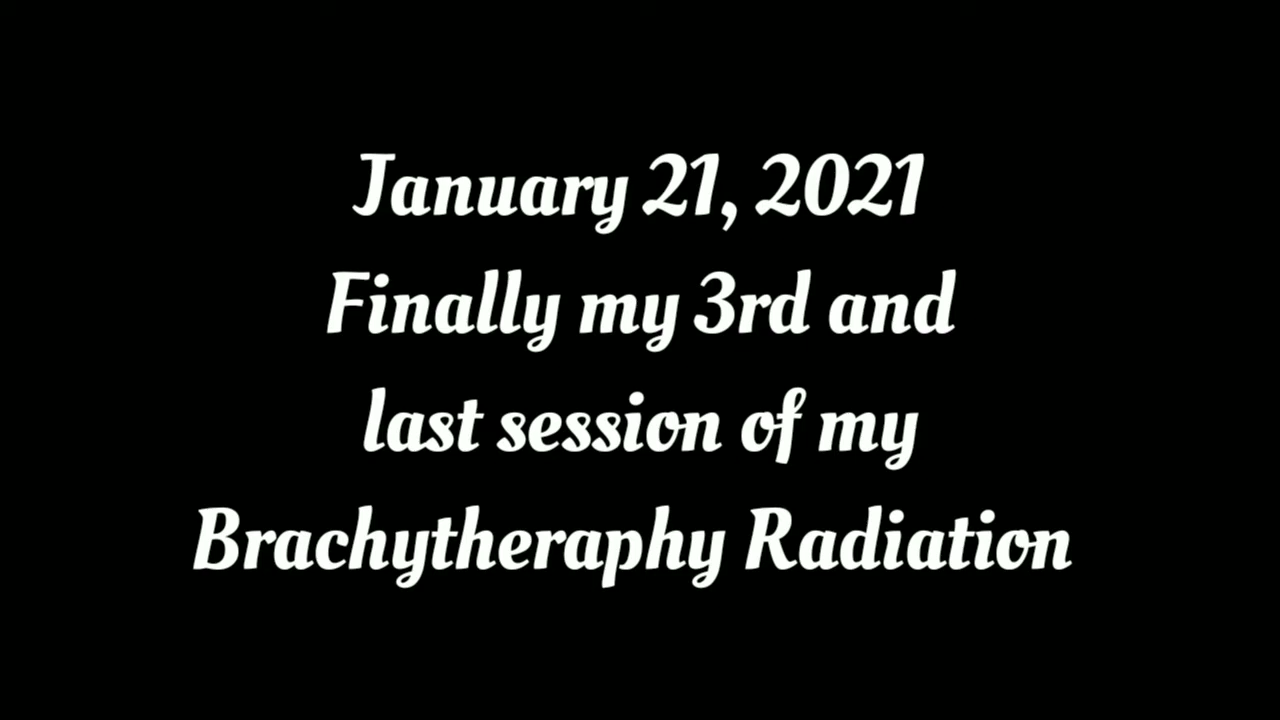 January 21, 2021
Finally my 3rd and
last session of my
Brachytheraphy Radiation